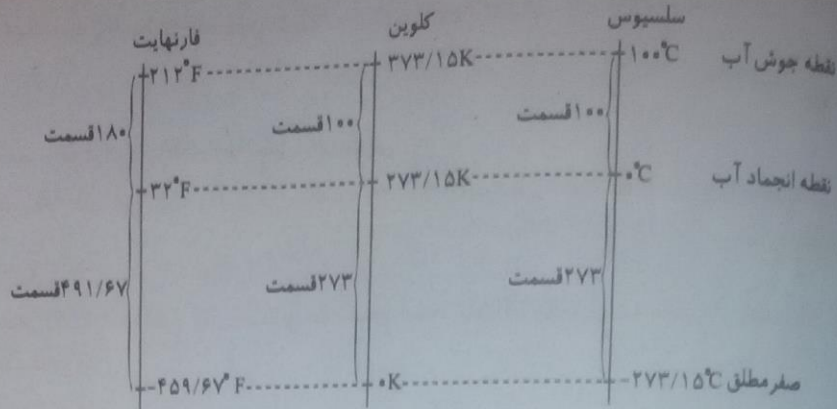 سلسیوس کلوین فارنهایت
نقطه جوش آب ۱۰۰°C ۳۷۳/۱۵K ۲۱۲°F
۱۰۰قسمت ۱۰۰قسمت ۱۸۰قسمت
نقطه انجماد آب ۰°C ۲۷۳/۱۵K ۳۲°F
۲۷۳قسمت ۲۷۳قسمت ۴۹۱/۶۷قسمت
صفر مطلق -۲۷۳/۱۵°C ۰K -۴۵۹/۶۷°F